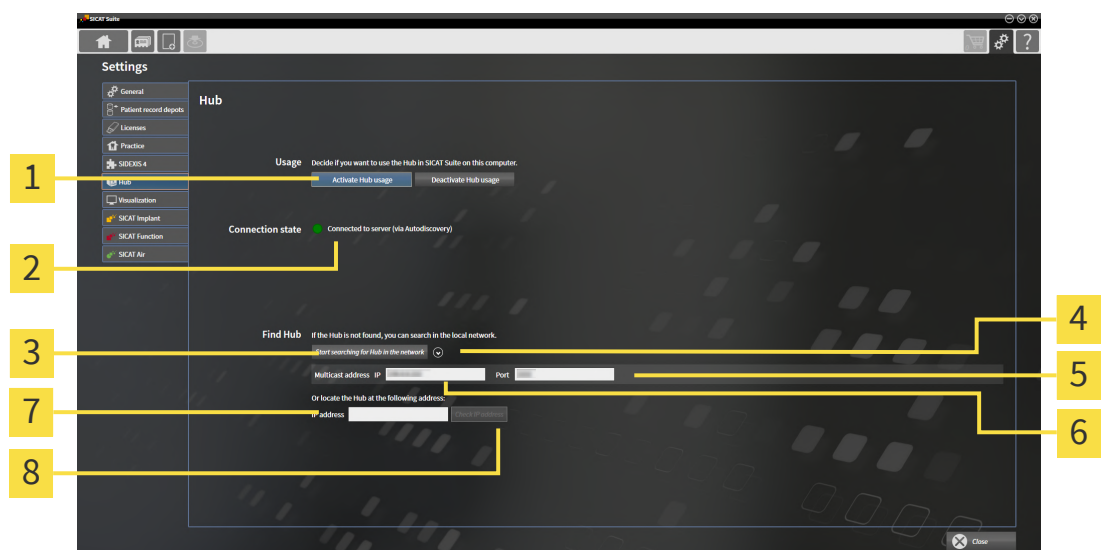 SICAT Suite
?
Settings
General
Patient record depots
Licenses
Practice
SIDEXIS 4
Hub
Visualization
SICAT Implant
SICAT Function
SICAT Air
Hub
Usage Decide if you want to use the Hub in SICAT Suite on this computer.
Activate Hub usage Deactivate Hub usage
Connection state Connected to server (via Autodiscovery)
Find Hub If the Hub is not found, you can search in the local network.
Start searching for Hub in the network
Multicast address IP Port
Or locate the Hub at the following address:
IP address Check IP address
Close
1
2
3
7
8
4
5
6